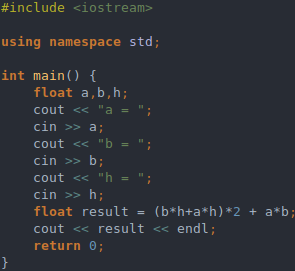 #include <iostream>

using namespace std;

int main() {
    float a,b,h;
    cout << "a = ";
    cin >> a;
    cout << "b = ";
    cin >> b;
    cout << "h = ";
    cin >> h;
    float result = (b*h+a*h)*2 + a*b;
    cout << result << endl;
    return 0;
}